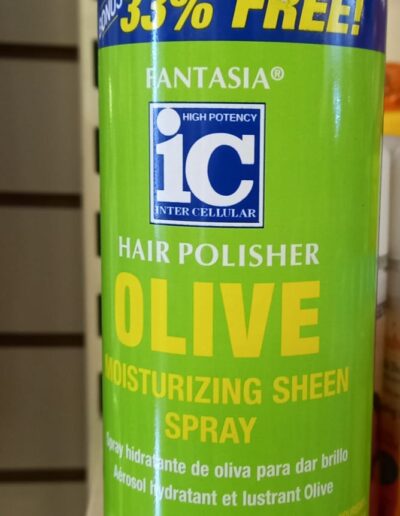 BONUS 33% FREE!
FANTASIA®
HIGH POTENCY
iC
INTER CELLULAR
HAIR POLISHER
OLIVE
MOISTURIZING SHEEN
SPRAY
Spray hidratante de oliva para dar brillo
Aérosol hydratant et lustrant Olive